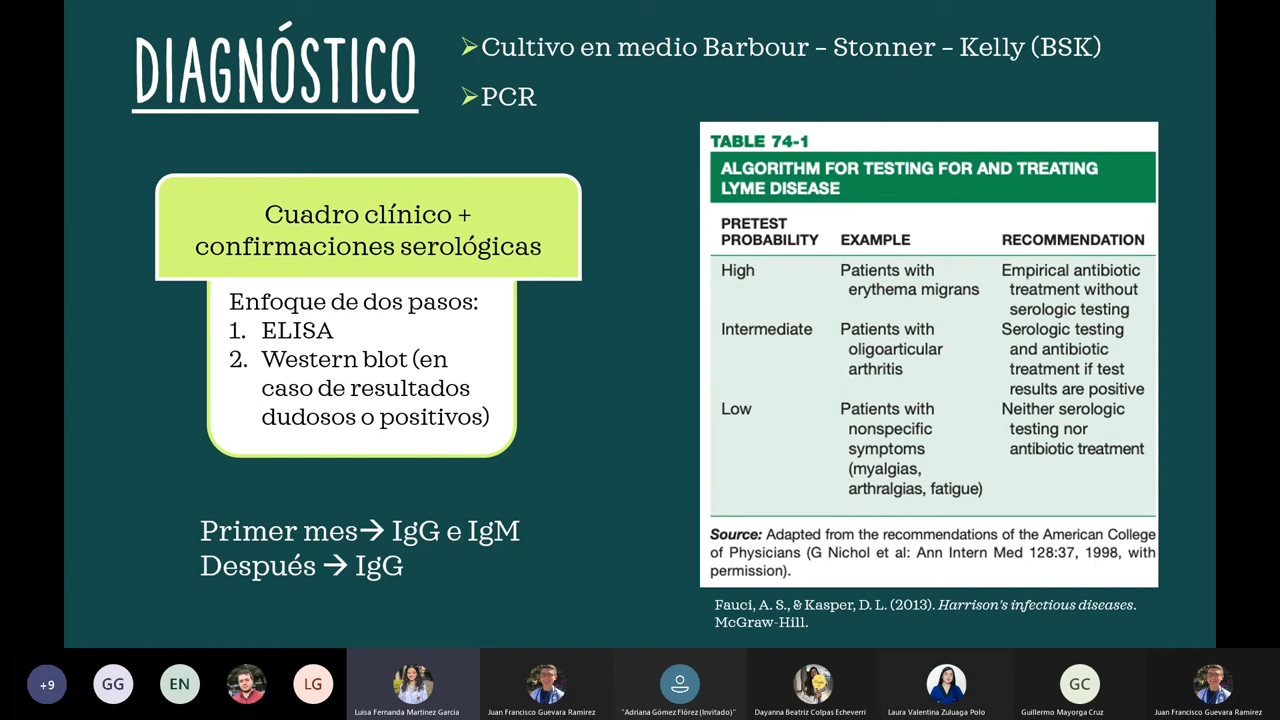 DIAGNÓSTICO
➢Cultivo en medio Barbour – Stonner – Kelly (BSK)
➢PCR
Cuadro clínico +
confirmaciones serológicas
Enfoque de dos pasos:
1. ELISA
2. Western blot (en
caso de resultados
dudosos o positivos)
Primer mes→ IgG e IgM
Después → IgG
TABLE 74-1
ALGORITHM FOR TESTING FOR AND TREATING
LYME DISEASE
PRETEST
PROBABILITY EXAMPLE RECOMMENDATION
High Patients with Empirical antibiotic
erythema migrans treatment without
serologic testing
Intermediate Patients with Serologic testing
oligoarticular and antibiotic
arthritis treatment if test
results are positive
Low Patients with Neither serologic
nonspecific testing nor
symptoms antibiotic treatment
(myalgias,
arthralgias, fatigue)
Source: Adapted from the recommendations of the American College
of Physicians (G Nichol et al: Ann Intern Med 128:37, 1998, with
permission).
Fauci, A. S., & Kasper, D. L. (2013). Harrison's infectious diseases.
McGraw-Hill.
+9 GG EN LG GC
Luisa Fernanda Martinez Garcia Juan Francisco Guevara Ramirez "Adriana Gómez Flórez (Invitado)" Dayanna Beatriz Colpas Echeverri Laura Valentina Zuluaga Polo Guillermo Mayorga Cruz Juan Francisco Guevara Ramirez